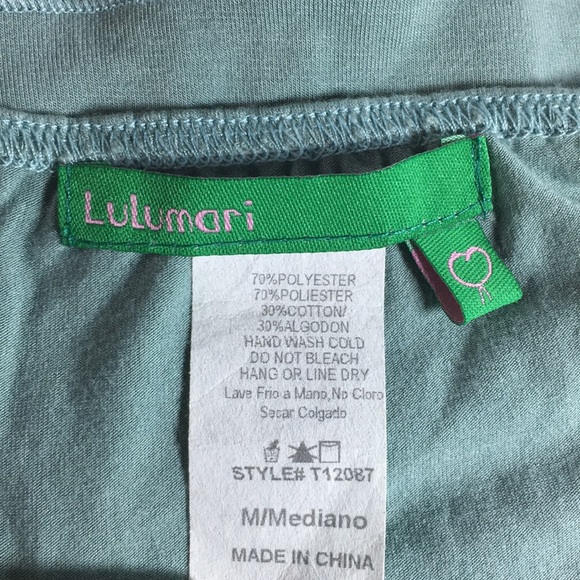 Lulumari
70%POLYESTER
70%POLIESTER
30%COTTON/
30%ALGODON
HAND WASH COLD
DO NOT BLEACH
HANG OR LINE DRY
Lave Frio a Mano,No Cloro
Secar Colgado
STYLE# T12087
M/Mediano
MADE IN CHINA